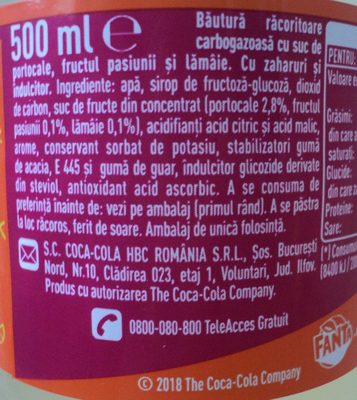 500 ml ℮ Băutură răcoritoare
carbogazoasă cu suc de
portocale, fructul pasiunii și lămâie. Cu zaharuri și
îndulcitor. Ingrediente: apă, sirop de fructoză-glucoză, dioxid
de carbon, suc de fructe din concentrat (portocale 2,8%, fructul
pasiunii 0,1%, lămâie 0,1%), acidifianți acid citric și acid malic,
arome, conservant sorbat de potasiu, stabilizatori gumă
de acacia, E 445 și gumă de guar, îndulcitor glicozide derivate
din steviol, antioxidant acid ascorbic. A se consuma de
preferință înainte de: vezi pe ambalaj (primul rând). A se păstra
la loc răcoros, ferit de soare. Ambalaj de unică folosință.
S.C. COCA-COLA HBC ROMÂNIA S.R.L., Șos. București
Nord, Nr.10, Clădirea O23, etaj 1, Voluntari, Jud. Ilfov.
Produs cu autorizarea The Coca-Cola Company.
0800-080-800 TeleAcces Gratuit
PENTRU:
Valoare
Grăsimi:
din care
saturați:
Glucide:
din care
Proteine:
Sare:
(*) Consum
(8400 kJ /
FANTA
© 2018 The Coca-Cola Company